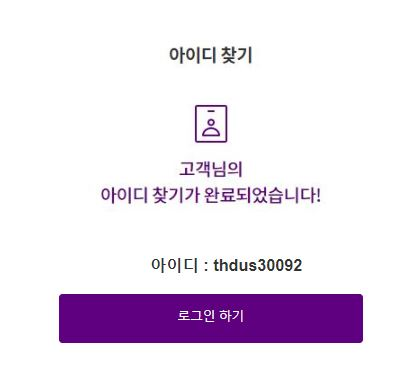 아이디 찾기
고객님의
아이디 찾기가 완료되었습니다!
아이디 : thdus30092
로그인 하기